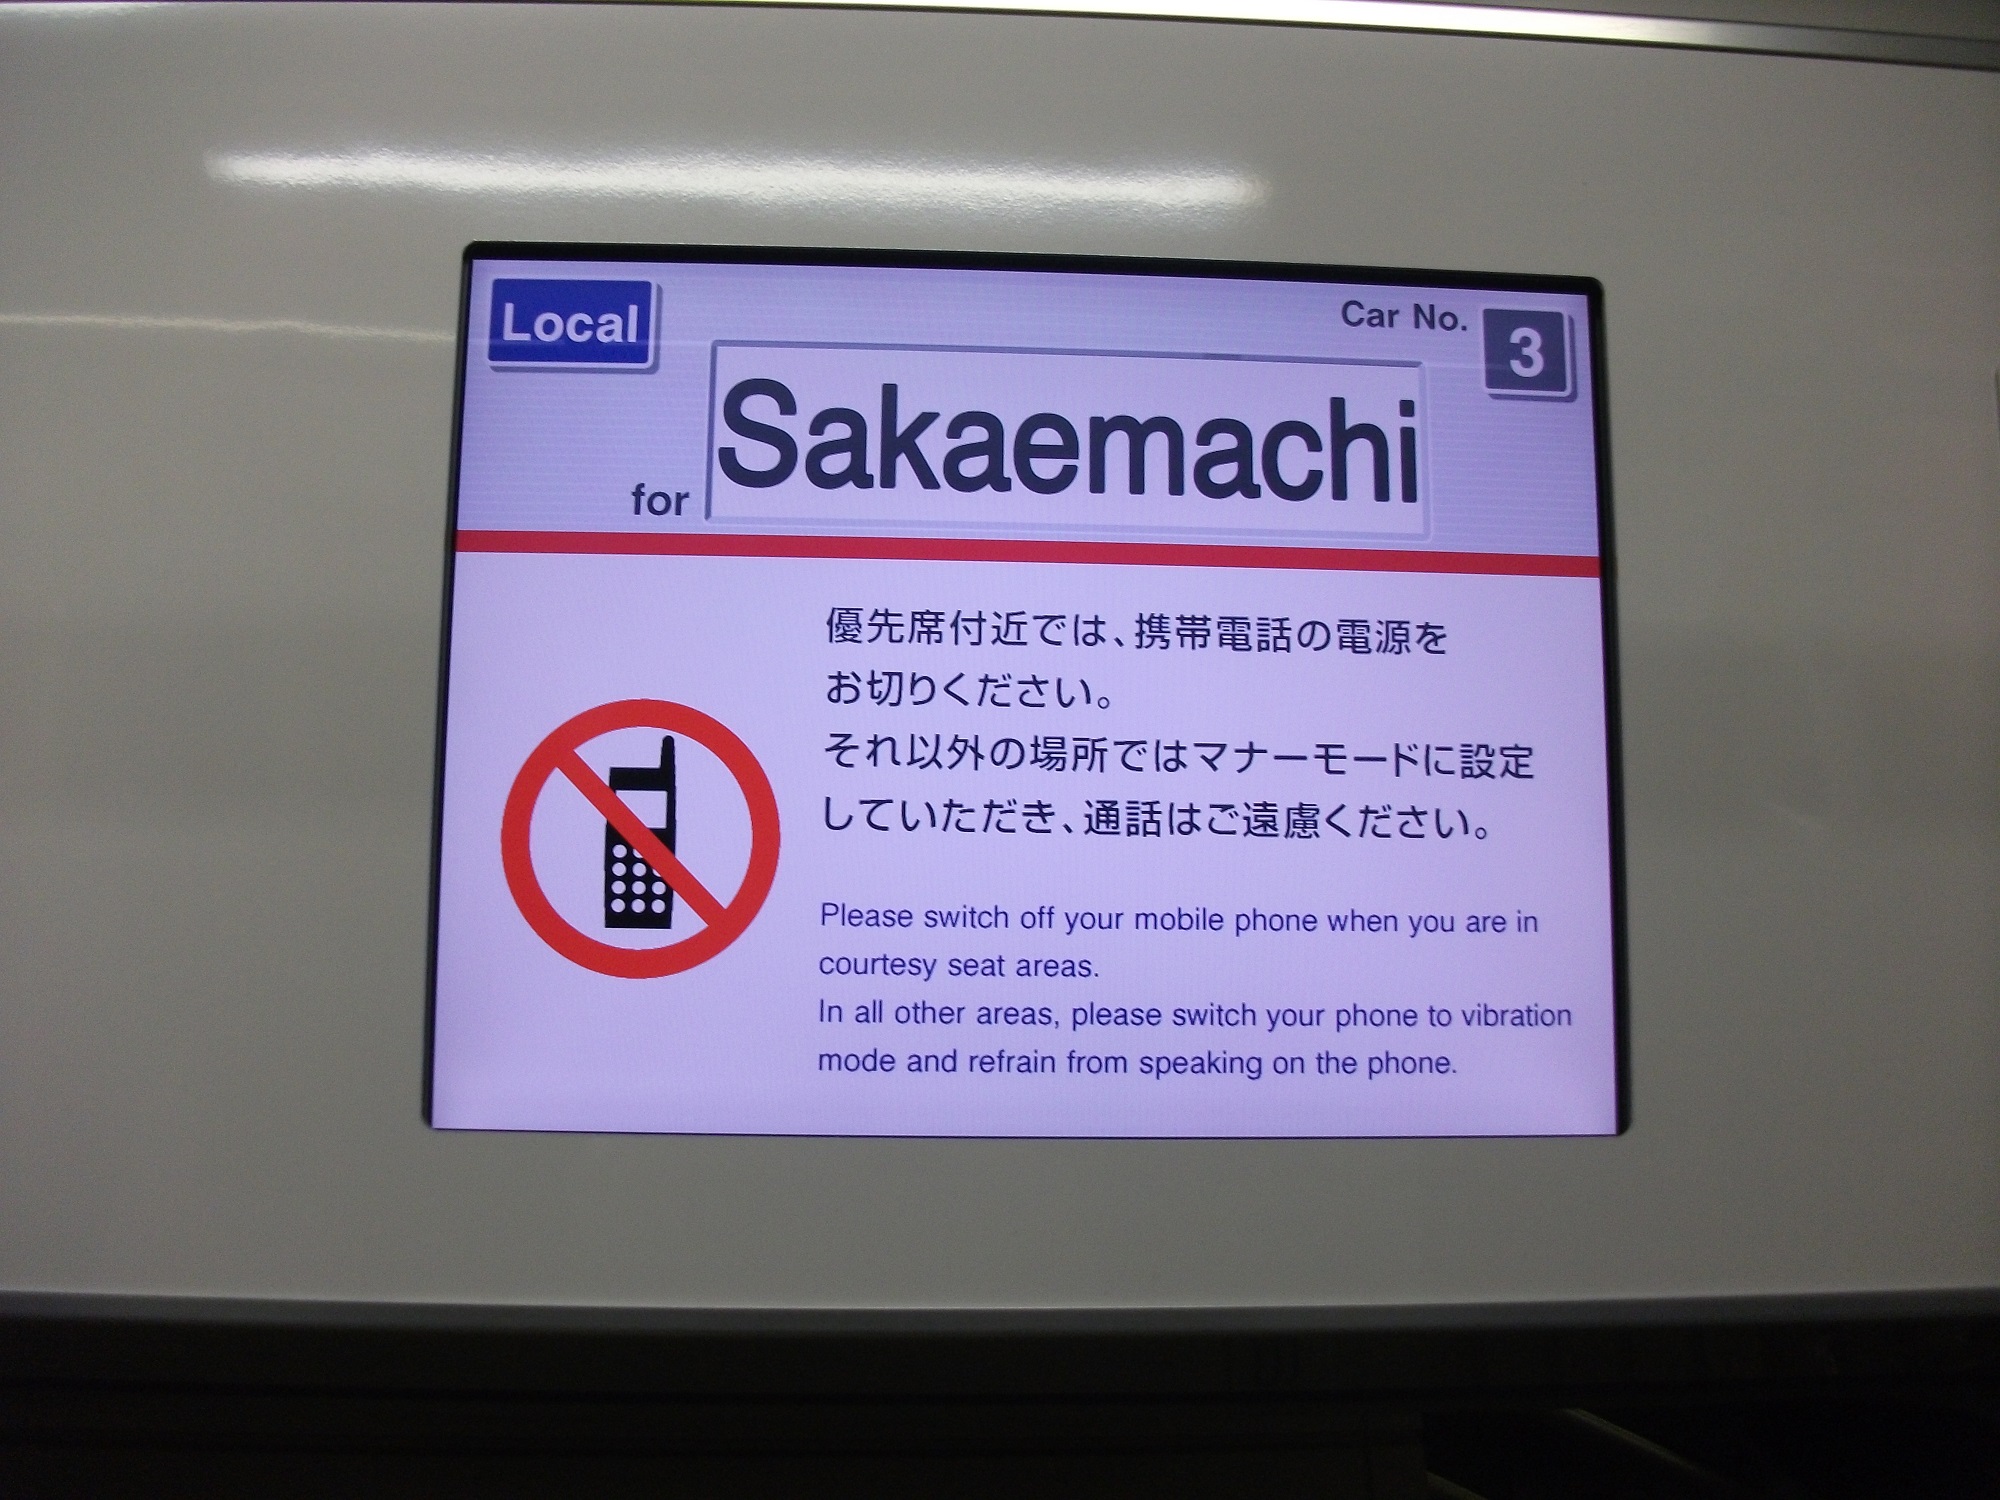 Local
Car No. 3
for Sakaemachi
優先席付近では、携帯電話の電源を
お切りください。
それ以外の場所ではマナーモードに設定
していただき、通話はご遠慮ください。
Please switch off your mobile phone when you are in
courtesy seat areas.
In all other areas, please switch your phone to vibration
mode and refrain from speaking on the phone.